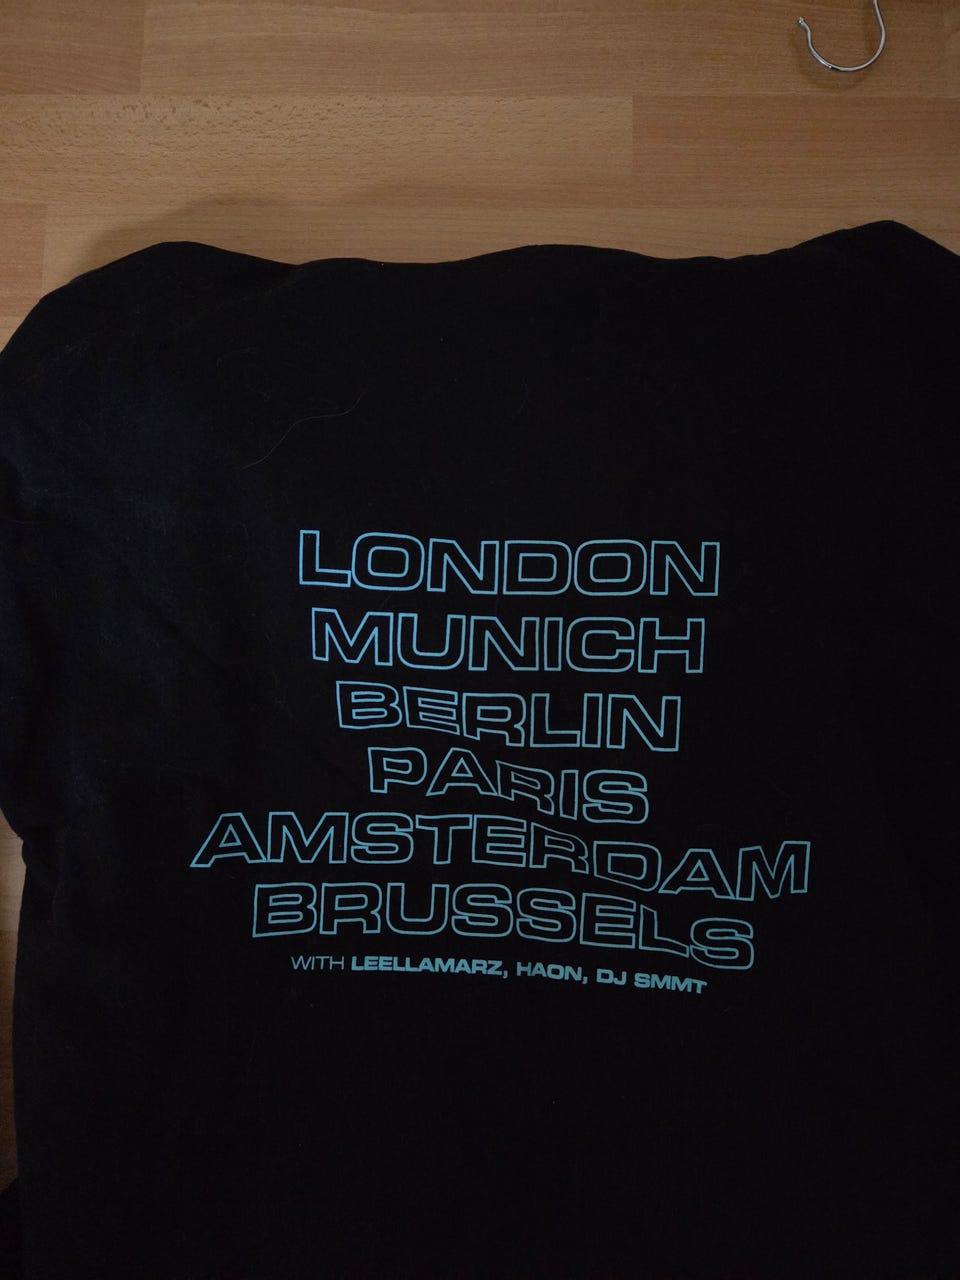 LONDON
MUNICH
BERLIN
PARIS
AMSTERDAM
BRUSSELS
WITH LEELLAMARZ, HAON, DJ SMMT